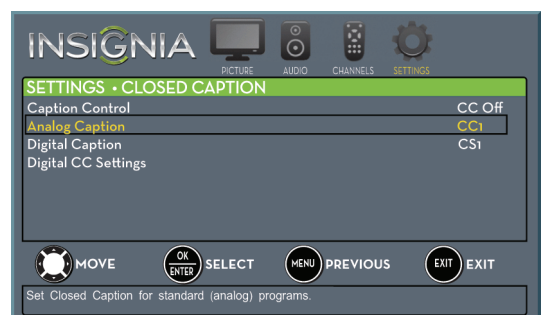 INSIGNIA
PICTURE AUDIO CHANNELS SETTINGS
SETTINGS • CLOSED CAPTION
Caption Control CC Off
Analog Caption CC1
Digital Caption CS1
Digital CC Settings
MOVE OK ENTER SELECT MENU PREVIOUS EXIT EXIT
Set Closed Caption for standard (analog) programs.